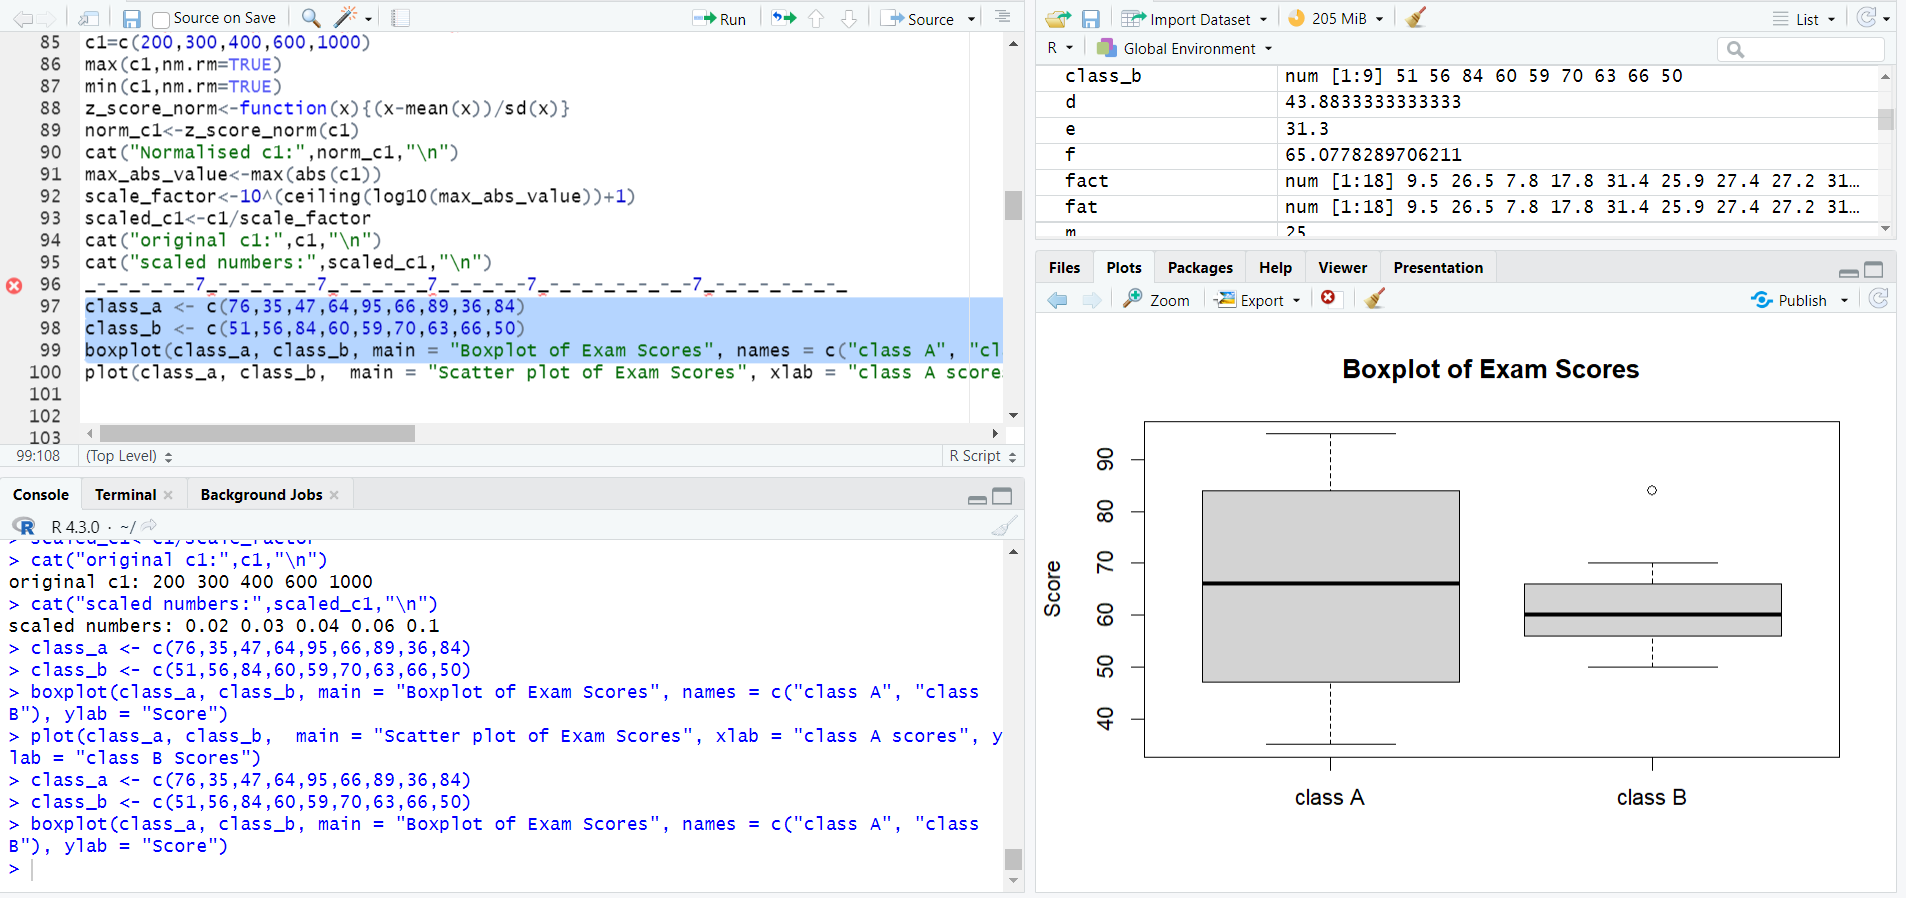 Source on Save
Run
Source
85 c1=c(200,300,400,600,1000)
86 max(c1,nm.rm=TRUE)
87 min(c1,nm.rm=TRUE)
88 z_score_norm<-function(x){(x-mean(x))/sd(x)}
89 norm_c1<-z_score_norm(c1)
90 cat("Normalised c1:",norm_c1,"\n")
91 max_abs_value<-max(abs(c1))
92 scale_factor<-10^(ceiling(log10(max_abs_value))+1)
93 scaled_c1<-c1/scale_factor
94 cat("original c1:",c1,"\n")
95 cat("scaled numbers:",scaled_c1,"\n")
96 _-_-_-_-_-7_-_-_-_-_-7_-_-_-_-_7_-_-_-_-7_-_-_-_-_-_-_-7_-_-_-_-_-_-_
97 class_a <- c(76,35,47,64,95,66,89,36,84)
98 class_b <- c(51,56,84,60,59,70,63,66,50)
99 boxplot(class_a, class_b, main = "Boxplot of Exam Scores", names = c("class A", "cl
100 plot(class_a, class_b,  main = "Scatter plot of Exam Scores", xlab = "class A score
101
102
103
99:108 (Top Level) R Script
Console Terminal Background Jobs
R 4.3.0 · ~/
> scaled_c1<-c1/scale_factor
> cat("original c1:",c1,"\n")
original c1: 200 300 400 600 1000
> cat("scaled numbers:",scaled_c1,"\n")
scaled numbers: 0.02 0.03 0.04 0.06 0.1
> class_a <- c(76,35,47,64,95,66,89,36,84)
> class_b <- c(51,56,84,60,59,70,63,66,50)
> boxplot(class_a, class_b, main = "Boxplot of Exam Scores", names = c("class A", "class
B"), ylab = "Score")
> plot(class_a, class_b,  main = "Scatter plot of Exam Scores", xlab = "class A scores", y
lab = "class B Scores")
> class_a <- c(76,35,47,64,95,66,89,36,84)
> class_b <- c(51,56,84,60,59,70,63,66,50)
> boxplot(class_a, class_b, main = "Boxplot of Exam Scores", names = c("class A", "class
B"), ylab = "Score")
>
Import Dataset 205 MiB List
R Global Environment
class_b num [1:9] 51 56 84 60 59 70 63 66 50
d 43.8833333333333
e 31.3
f 65.0778289706211
fact num [1:18] 9.5 26.5 7.8 17.8 31.4 25.9 27.4 27.2 31…
fat num [1:18] 9.5 26.5 7.8 17.8 31.4 25.9 27.4 27.2 31…
m 25
Files Plots Packages Help Viewer Presentation
Zoom Export Publish
Boxplot of Exam Scores
Score
90
80
70
60
50
40
class A class B